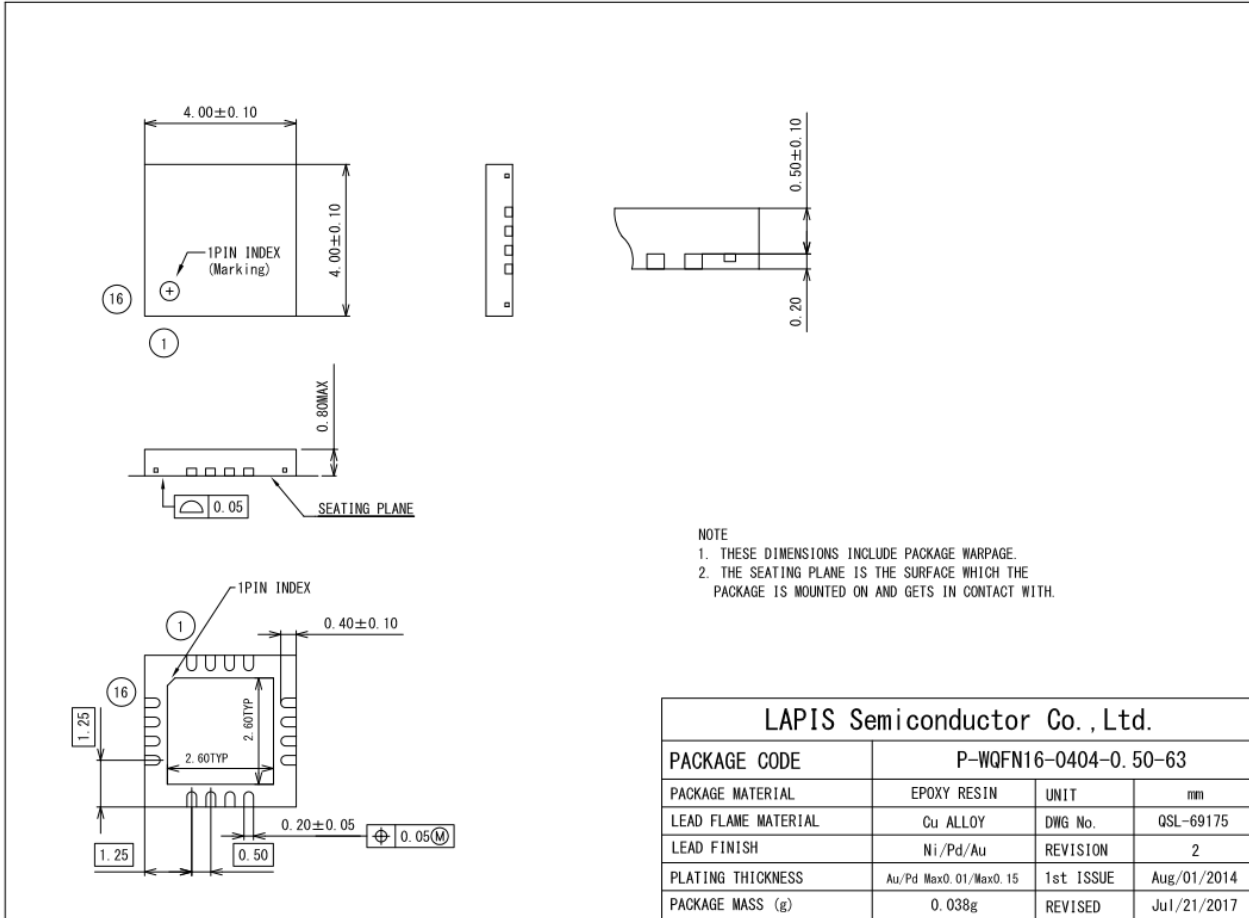 4.00±0.10
4.00±0.10
1PIN INDEX
(Marking)
16
1
0.50±0.10
0.20
0.80MAX
0.05
SEATING PLANE
NOTE
1. THESE DIMENSIONS INCLUDE PACKAGE WARPAGE.
2. THE SEATING PLANE IS THE SURFACE WHICH THE
PACKAGE IS MOUNTED ON AND GETS IN CONTACT WITH.
1PIN INDEX
1
0.40±0.10
16
1.25
2.60TYP
2.60TYP
0.20±0.05
0.05Ⓜ
1.25
0.50
LAPIS Semiconductor Co.,Ltd.
PACKAGE CODE P-WQFN16-0404-0.50-63
PACKAGE MATERIAL EPOXY RESIN UNIT mm
LEAD FLAME MATERIAL Cu ALLOY DWG No. QSL-69175
LEAD FINISH Ni/Pd/Au REVISION 2
PLATING THICKNESS Au/Pd Max0.01/Max0.15 1st ISSUE Aug/01/2014
PACKAGE MASS (g) 0.038g REVISED Jul/21/2017